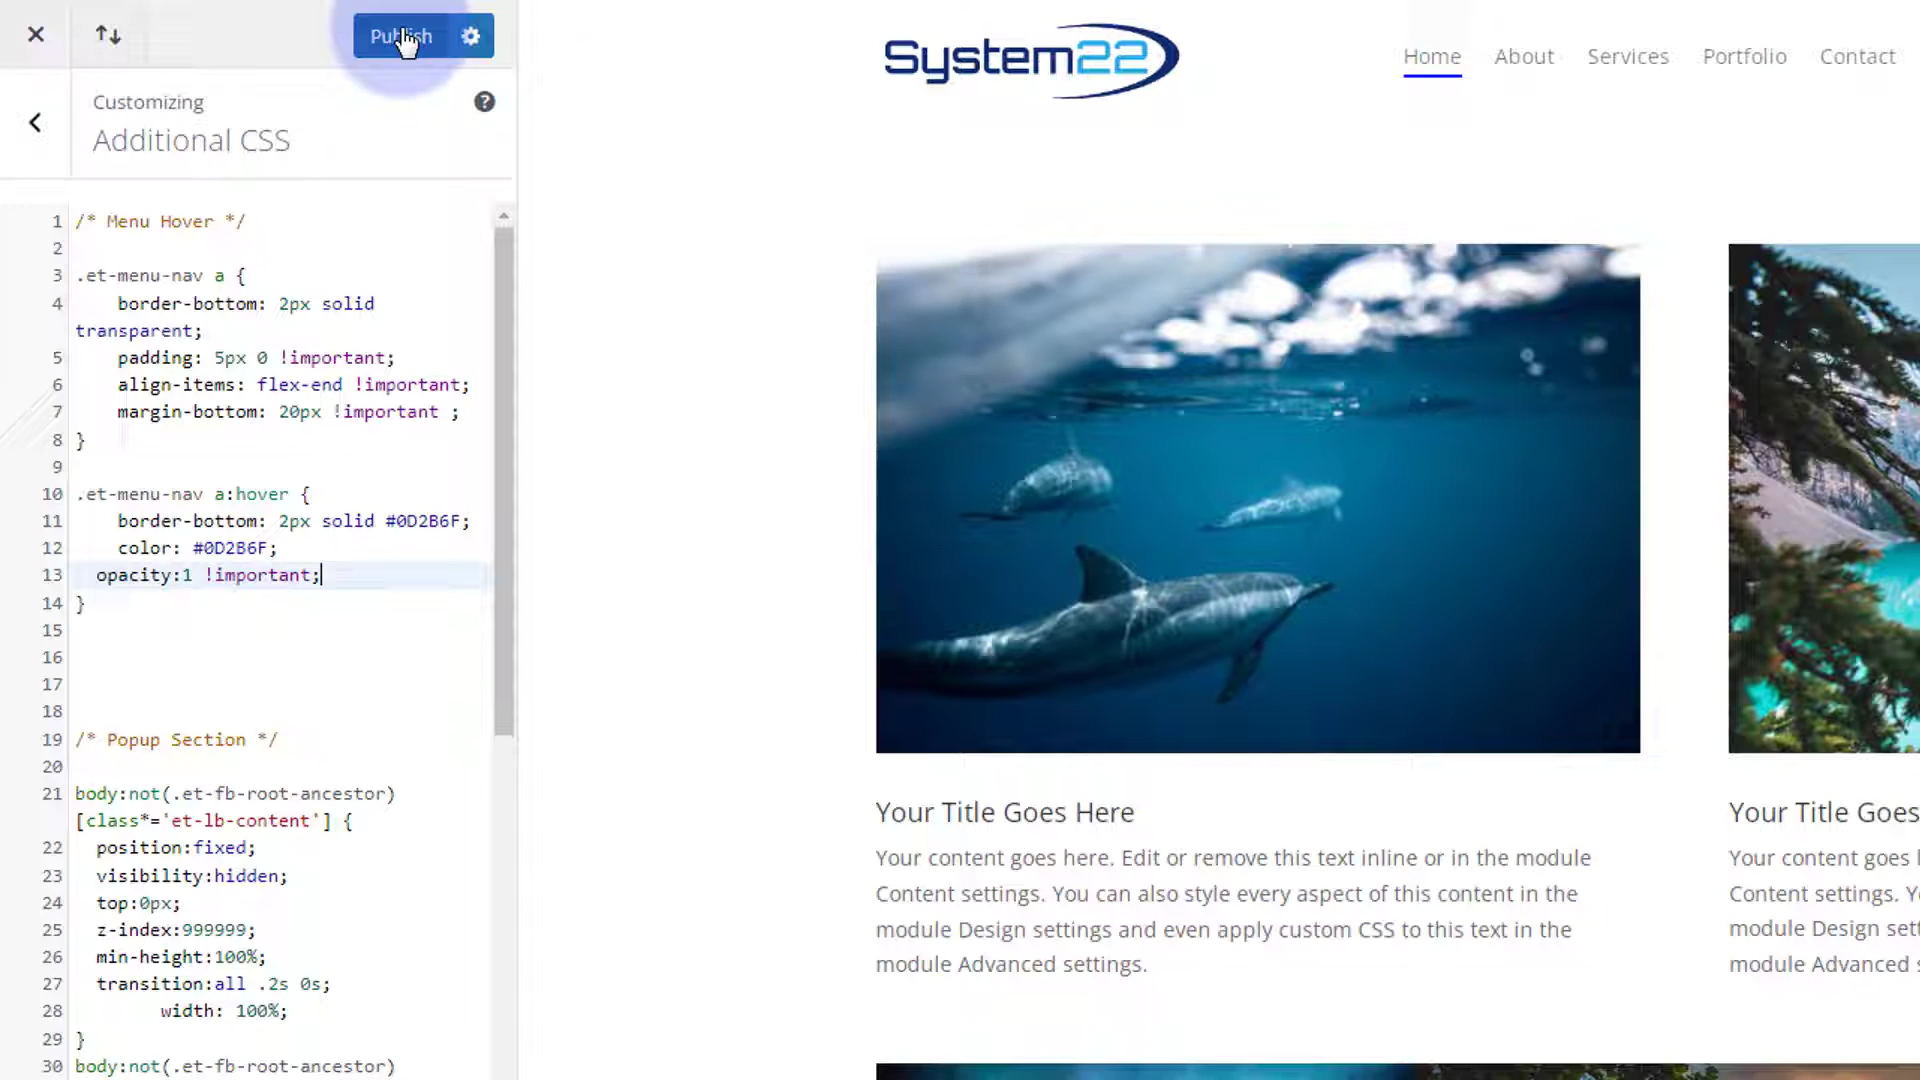 Publish
Customizing
Additional CSS
1 /* Menu Hover */
2
3 .et-menu-nav a {
4 border-bottom: 2px solid
transparent;
5 padding: 5px 0 !important;
6 align-items: flex-end !important;
7 margin-bottom: 20px !important ;
8 }
9
10 .et-menu-nav a:hover {
11 border-bottom: 2px solid #0D2B6F;
12 color: #0D2B6F;
13 opacity:1 !important;
14 }
15
16
17
18
19 /* Popup Section */
20
21 body:not(.et-fb-root-ancestor)
[class*='et-lb-content'] {
22 position:fixed;
23 visibility:hidden;
24 top:0px;
25 z-index:999999;
26 min-height:100%;
27 transition:all .2s 0s;
28 width: 100%;
29 }
30 body:not(.et-fb-root-ancestor)
System22
Home About Services Portfolio Contact
Your Title Goes Here
Your content goes here. Edit or remove this text inline or in the module
Content settings. You can also style every aspect of this content in the
module Design settings and even apply custom CSS to this text in the
module Advanced settings.
Your Title Goes
Your content goes
Content settings.
module Design
module Advanced